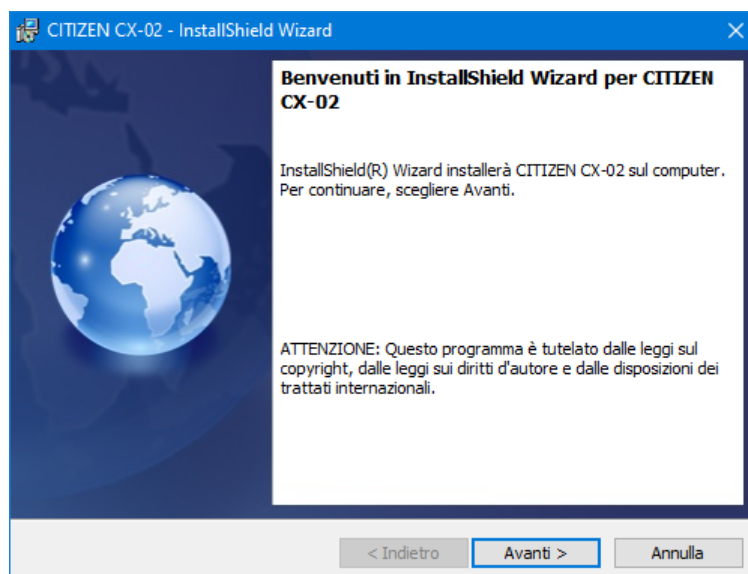 CITIZEN CX-02 - InstallShield Wizard
Benvenuti in InstallShield Wizard per CITIZEN
CX-02
InstallShield(R) Wizard installerà CITIZEN CX-02 sul computer.
Per continuare, scegliere Avanti.
ATTENZIONE: Questo programma è tutelato dalle leggi sul
copyright, dalle leggi sui diritti d'autore e dalle disposizioni dei
trattati internazionali.
< Indietro Avanti > Annulla